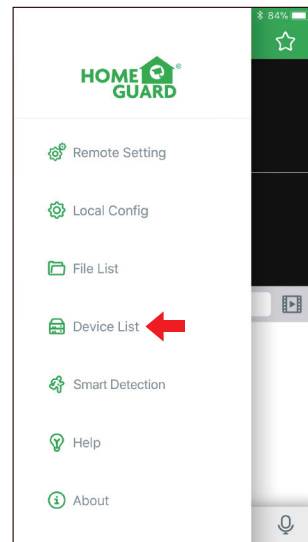 84%
HOME
GUARD®
Remote Setting
Local Config
File List
Device List
Smart Detection
Help
About